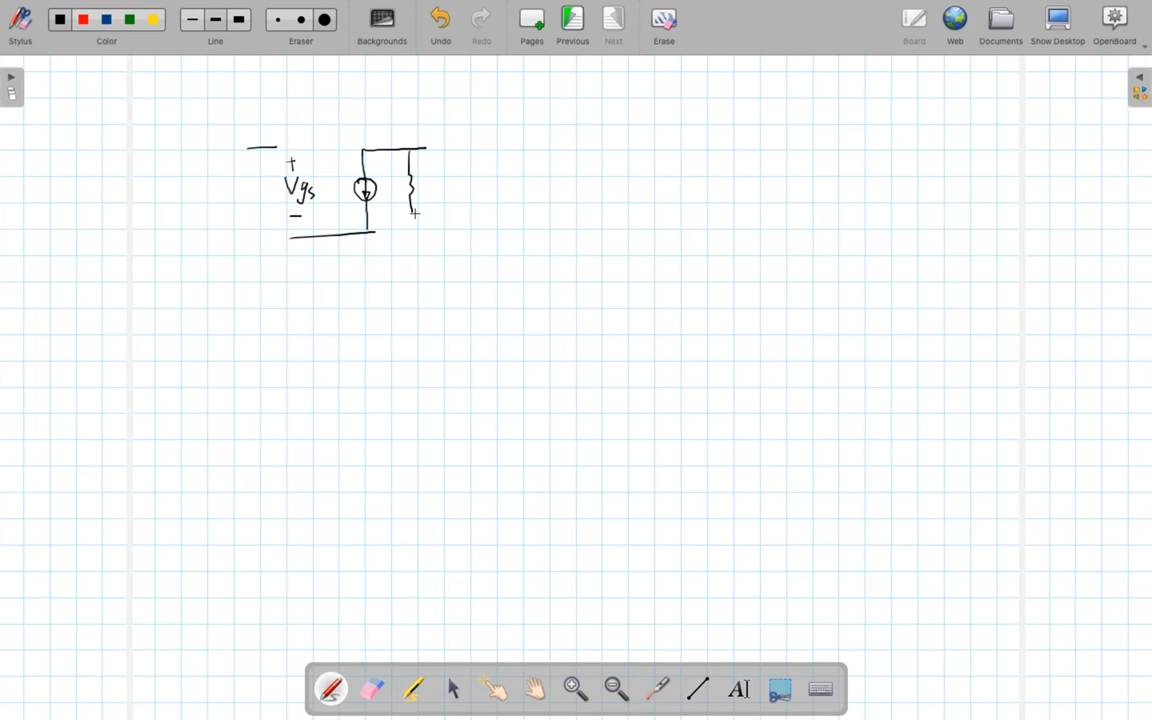 Stylus
Color
Line
Eraser
Backgrounds
Undo
Redo
Pages
Previous
Next
Erase
Board
Web
Documents
Show Desktop
OpenBoard
+
Vgs
−